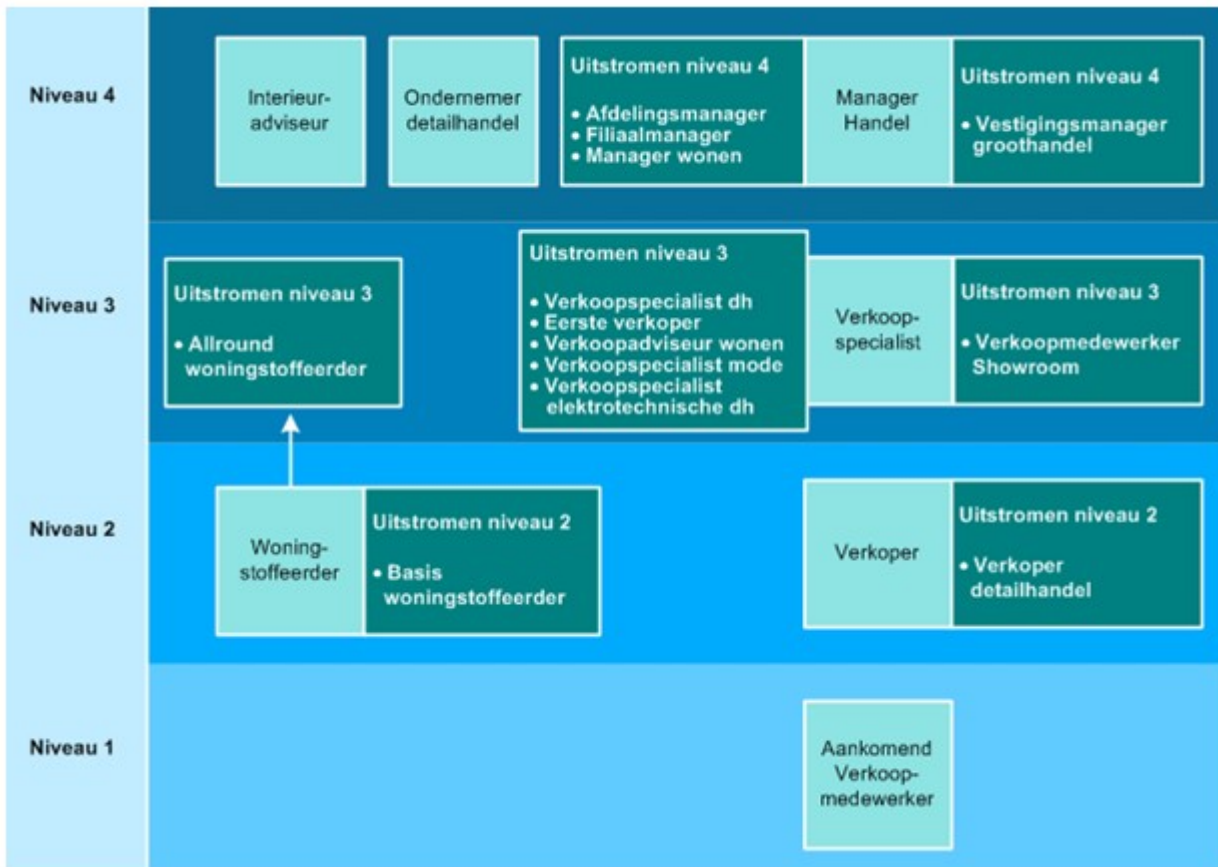 Niveau 4
Interieur-
adviseur
Ondernemer
detailhandel
Uitstromen niveau 4
• Afdelingsmanager
• Filiaalmanager
• Manager wonen
Manager
Handel
Uitstromen niveau 4
• Vestigingsmanager
groothandel
Niveau 3
Uitstromen niveau 3
• Allround
woningstoffeerder
Uitstromen niveau 3
• Verkoopspecialist dh
• Eerste verkoper
• Verkoopadviseur wonen
• Verkoopspecialist mode
• Verkoopspecialist
elektrotechnische dh
Verkoop-
specialist
Uitstromen niveau 3
• Verkoopmedewerker
Showroom
Niveau 2
Woning-
stoffeerder
Uitstromen niveau 2
• Basis
woningstoffeerder
Verkoper
Uitstromen niveau 2
• Verkoper
detailhandel
Niveau 1
Aankomend
Verkoop-
medewerker